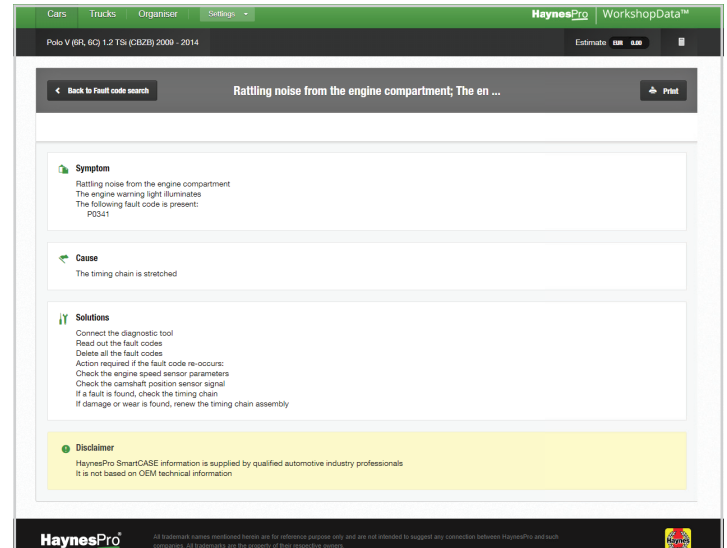 Cars Trucks Organiser Settings
HaynesPro WorkshopData™
Polo V (6R, 6C) 1.2 TSi (CBZB) 2009 - 2014
Estimate EUR 0.00
Back to Fault code search
Rattling noise from the engine compartment; The en ...
Print
Symptom
Rattling noise from the engine compartment
The engine warning light illuminates
The following fault code is present:
P0341
Cause
The timing chain is stretched
Solutions
Connect the diagnostic tool
Read out the fault codes
Delete all the fault codes
Action required if the fault code re-occurs:
Check the engine speed sensor parameters
Check the camshaft position sensor signal
If a fault is found, check the timing chain
If damage or wear is found, renew the timing chain assembly
Disclaimer
HaynesPro SmartCASE information is supplied by qualified automotive industry professionals
It is not based on OEM technical information
HaynesPro
All trademark names mentioned herein are for reference purpose only and are not intended to suggest any connection between HaynesPro and such
companies. All trademarks are the property of their respective owners.
Haynes